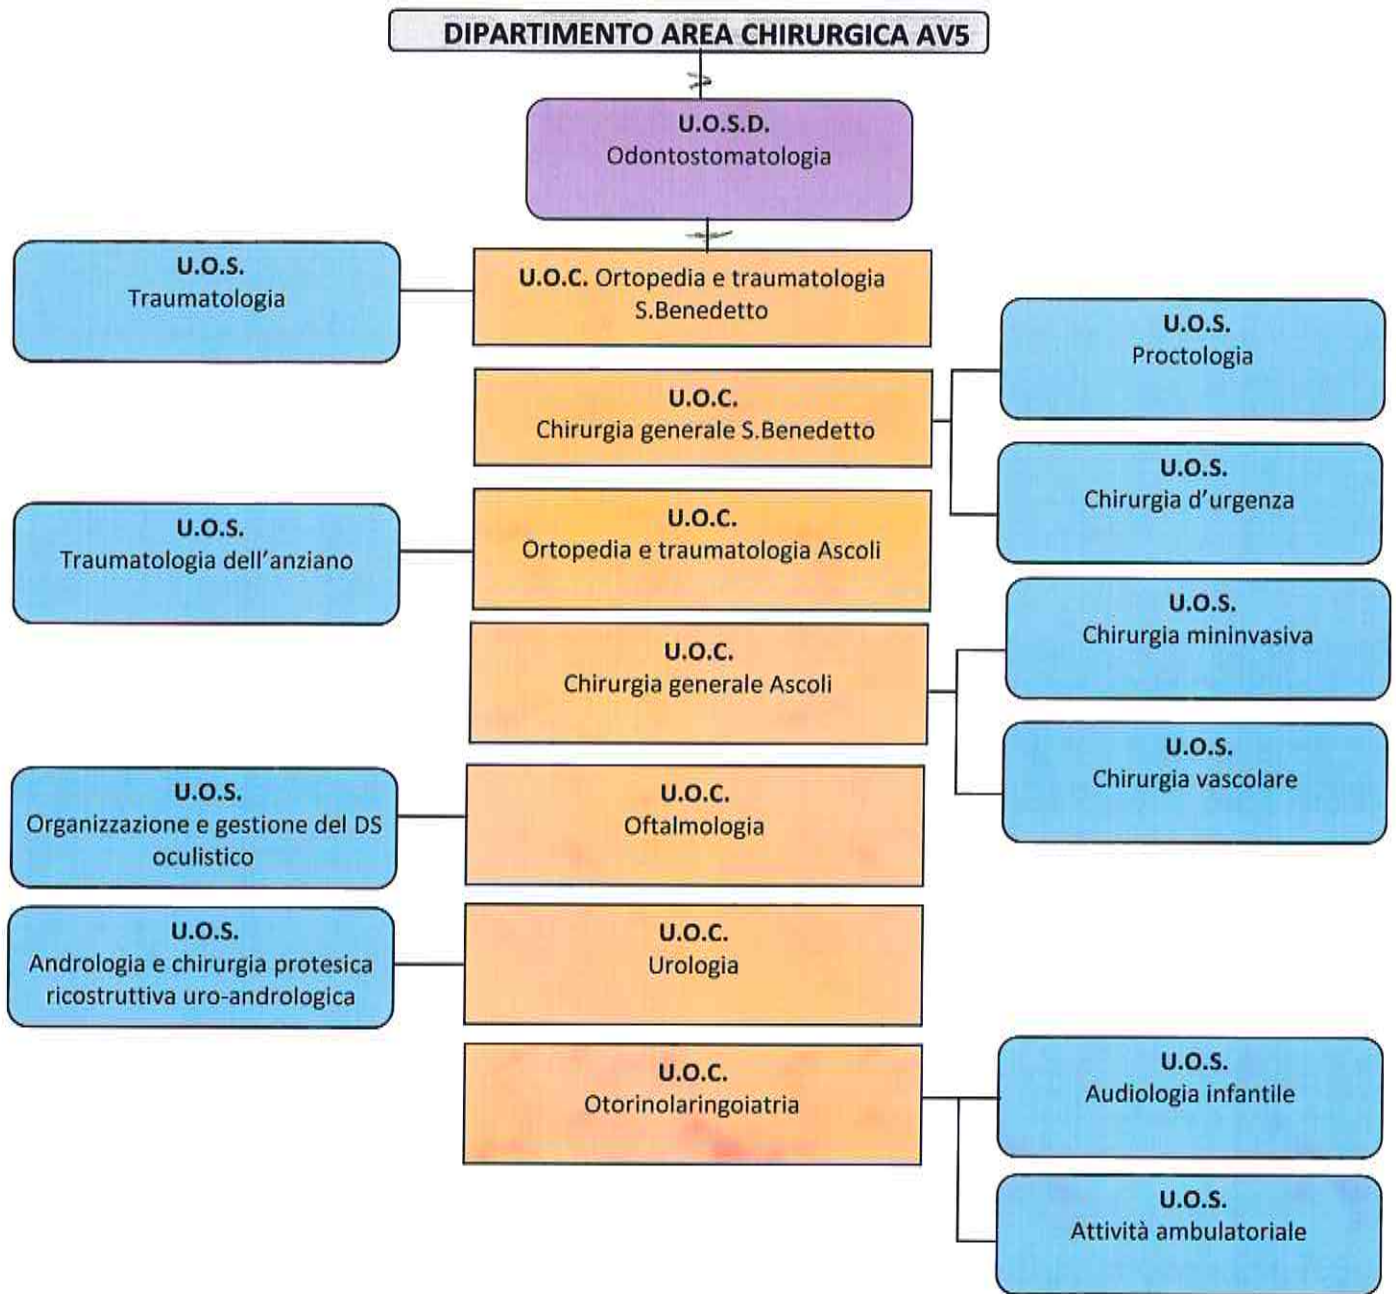 DIPARTIMENTO AREA CHIRURGICA AV5
U.O.S.D.
Odontostomatologia
U.O.S.
Traumatologia
U.O.C. Ortopedia e traumatologia
S.Benedetto
U.O.S.
Proctologia
U.O.C.
Chirurgia generale S.Benedetto
U.O.S.
Chirurgia d'urgenza
U.O.S.
Traumatologia dell'anziano
U.O.C.
Ortopedia e traumatologia Ascoli
U.O.S.
Chirurgia mininvasiva
U.O.C.
Chirurgia generale Ascoli
U.O.S.
Chirurgia vascolare
U.O.S.
Organizzazione e gestione del DS
oculistico
U.O.C.
Oftalmologia
U.O.S.
Andrologia e chirurgia protesica
ricostruttiva uro-andrologica
U.O.C.
Urologia
U.O.C.
Otorinolaringoiatria
U.O.S.
Audiologia infantile
U.O.S.
Attività ambulatoriale